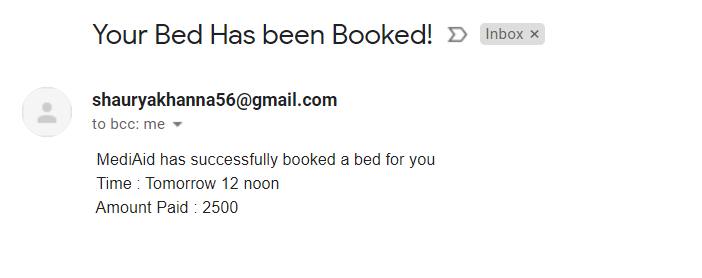 Your Bed Has been Booked! Inbox ×
shauryakhanna56@gmail.com
to bcc: me
MediAid has successfully booked a bed for you
Time : Tomorrow 12 noon
Amount Paid : 2500